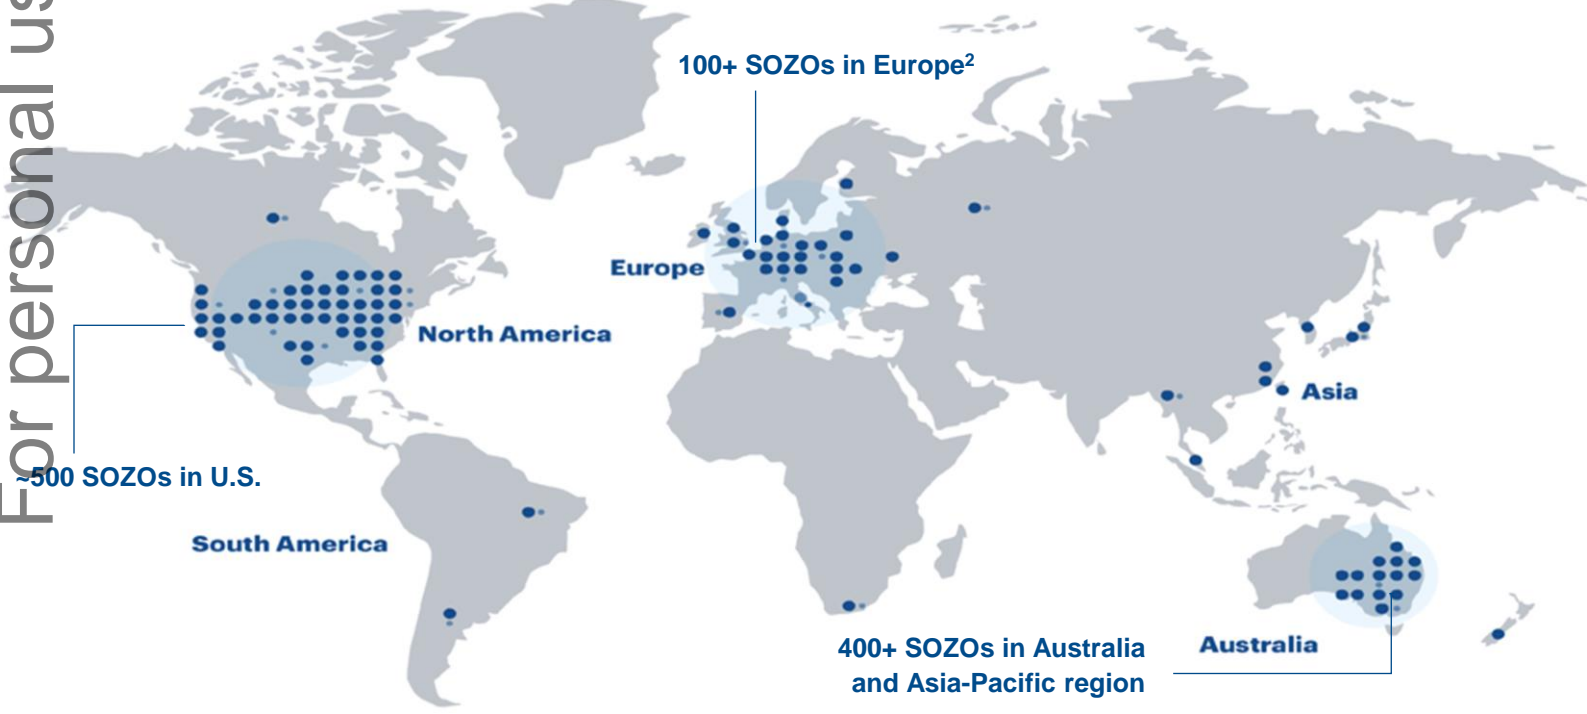 For personal us
100+ SOZOs in Europe²
Europe
North America
Asia
~500 SOZOs in U.S.
South America
400+ SOZOs in Australia
and Asia-Pacific region
Australia